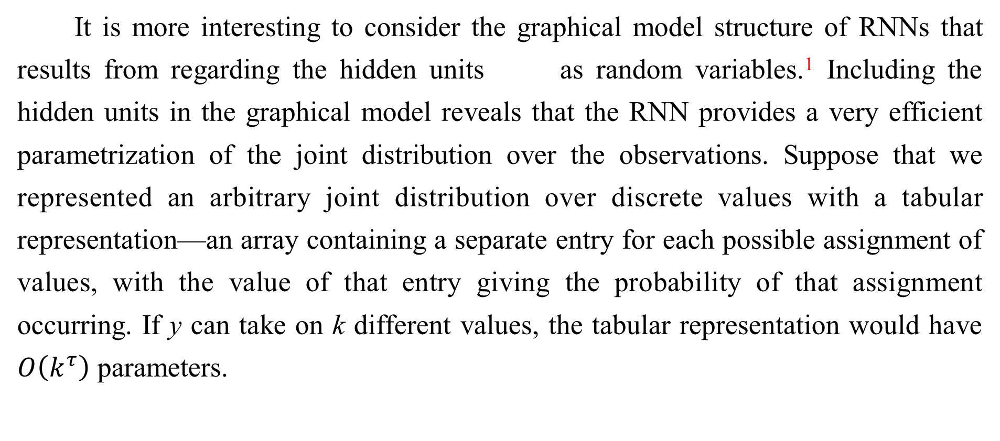 It is more interesting to consider the graphical model structure of RNNs that
results from regarding the hidden units as random variables.¹ Including the
hidden units in the graphical model reveals that the RNN provides a very efficient
parametrization of the joint distribution over the observations. Suppose that we
represented an arbitrary joint distribution over discrete values with a tabular
representation—an array containing a separate entry for each possible assignment of
values, with the value of that entry giving the probability of that assignment
occurring. If y can take on k different values, the tabular representation would have
O(k^τ) parameters.